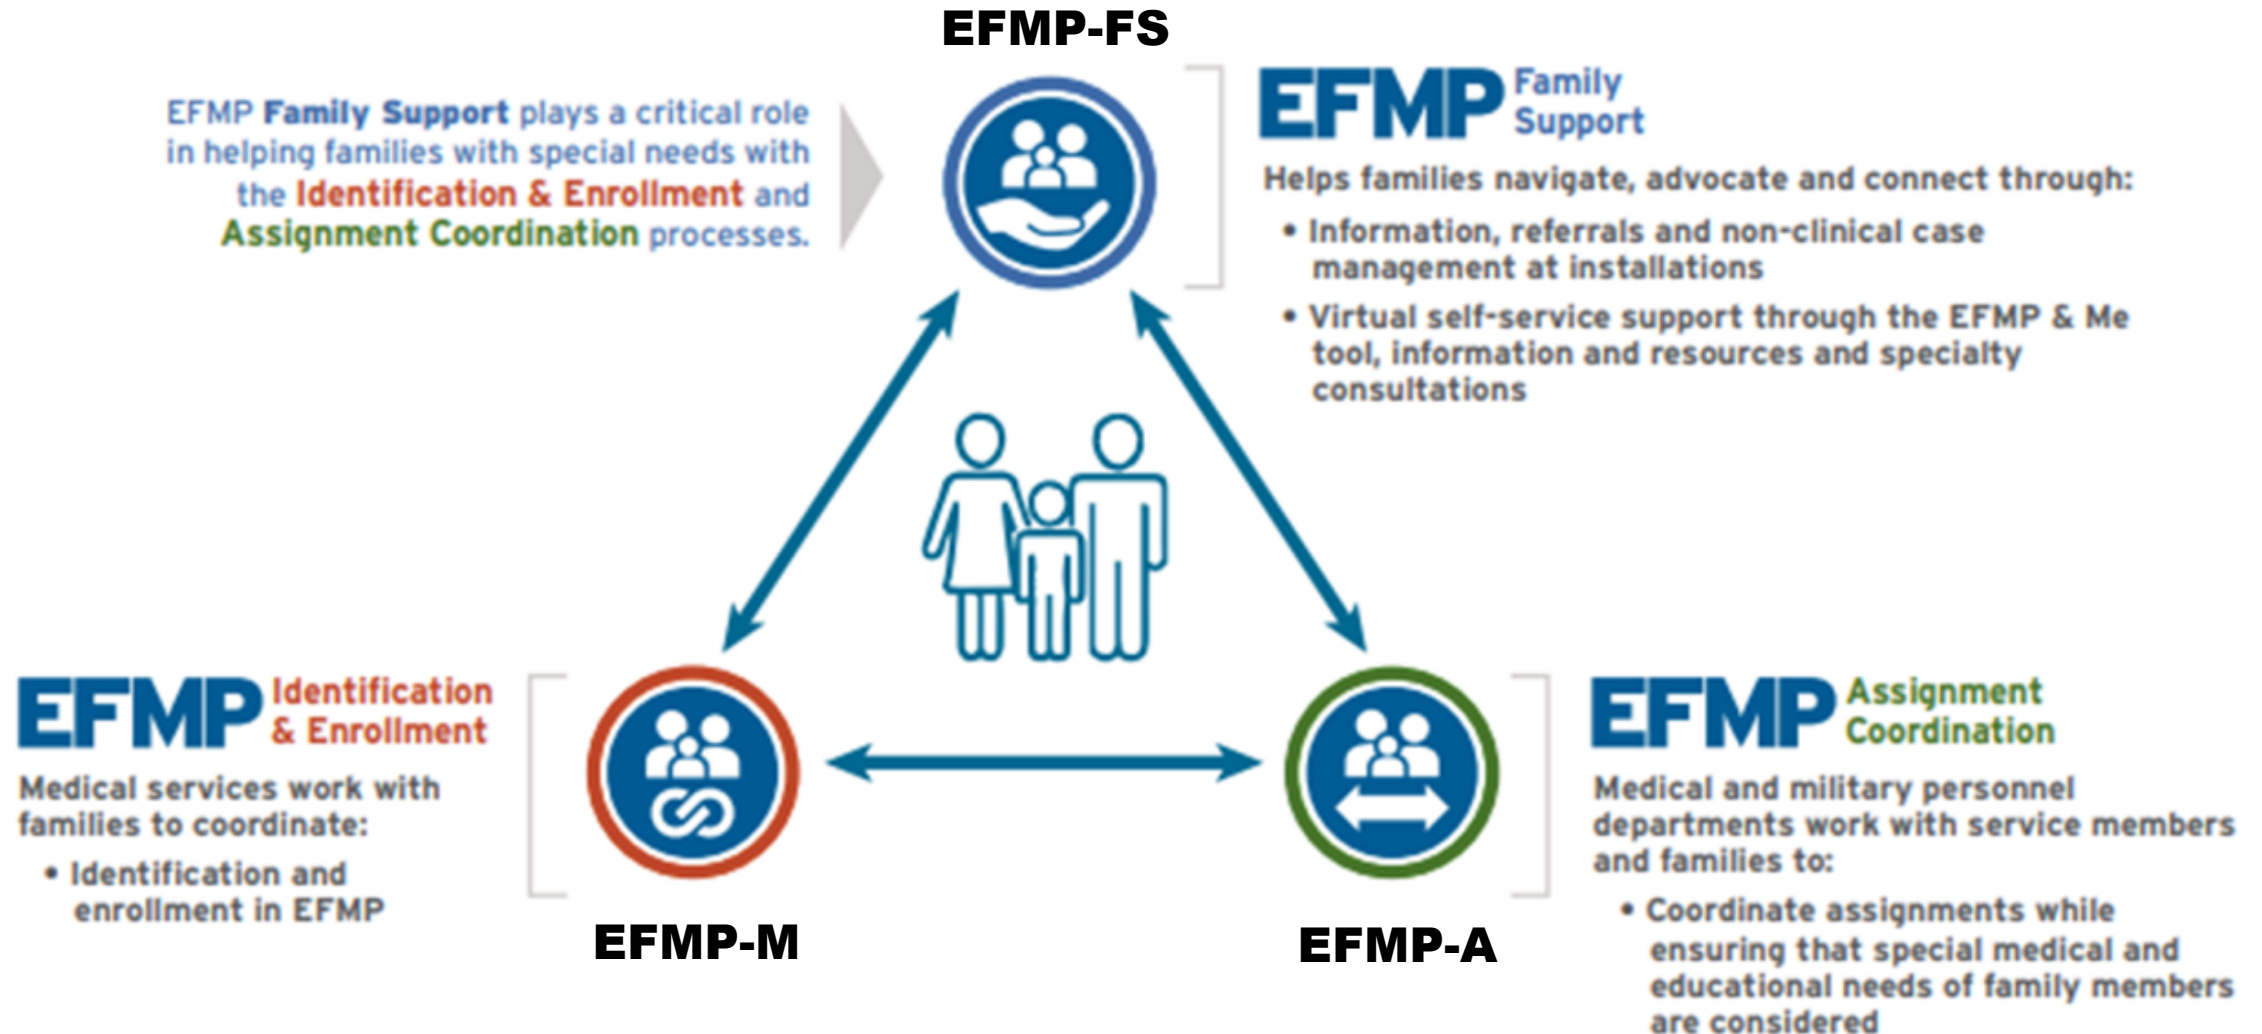 EFMP-FS
EFMP Family Support plays a critical role
in helping families with special needs with
the Identification & Enrollment and
Assignment Coordination processes.
EFMP Family
Support
Helps families navigate, advocate and connect through:
• Information, referrals and non-clinical case
management at installations
• Virtual self-service support through the EFMP & Me
tool, information and resources and specialty
consultations
EFMP Identification
& Enrollment
Medical services work with
families to coordinate:
• Identification and
enrollment in EFMP
EFMP-M
EFMP-A
EFMP Assignment
Coordination
Medical and military personnel
departments work with service members
and families to:
• Coordinate assignments while
ensuring that special medical and
educational needs of family members
are considered